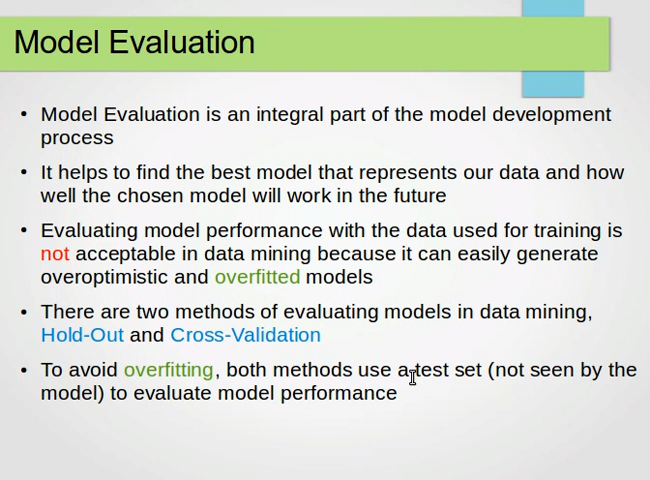 Model Evaluation
• Model Evaluation is an integral part of the model development
process
• It helps to find the best model that represents our data and how
well the chosen model will work in the future
• Evaluating model performance with the data used for training is
not acceptable in data mining because it can easily generate
overoptimistic and overfitted models
• There are two methods of evaluating models in data mining,
Hold-Out and Cross-Validation
• To avoid overfitting, both methods use a test set (not seen by the
model) to evaluate model performance